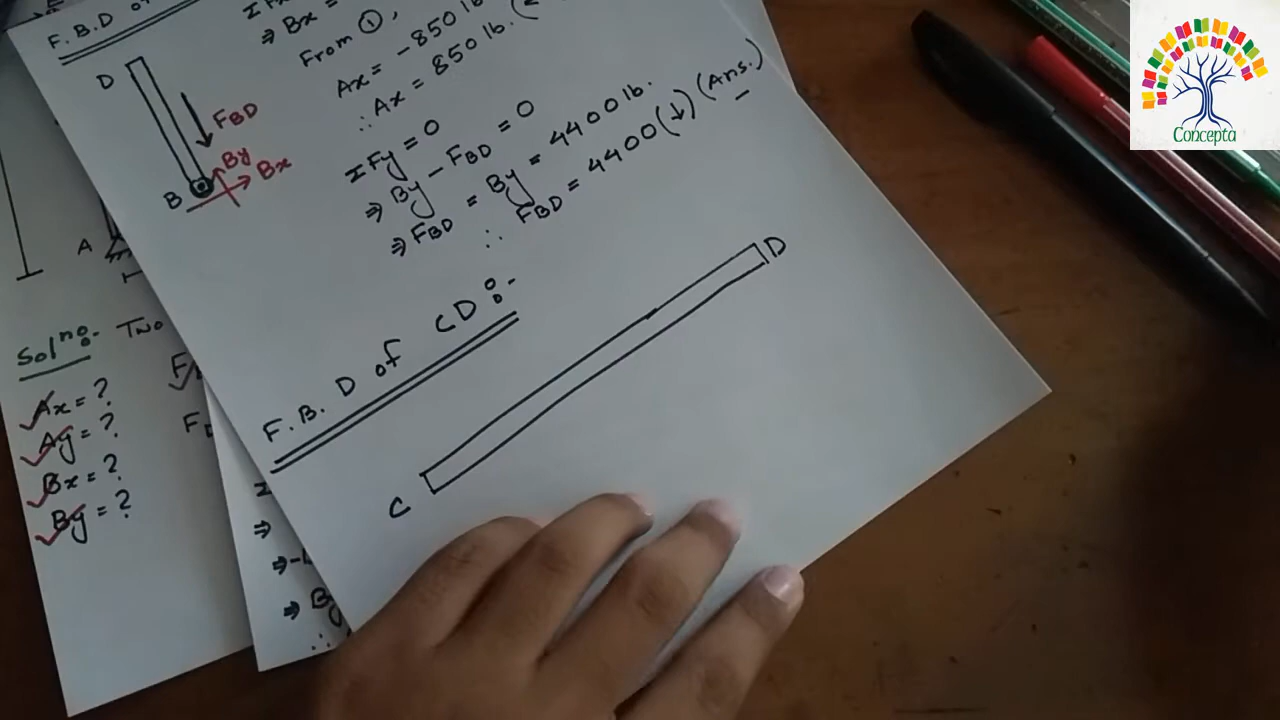 F.B.D of
D
FBD
By
Bx
B
⇒ Bx =
From ①,
Ax = -850 lb
∴ Ax = 850 lb.
ΣFy = 0
⇒ By - FBD = 0
⇒ FBD = By = 4400 lb.
∴ FBD = 4400 (↓) (Ans.)
F.B.D of CD :-
D
C
A
Solnº:- Two
Ax = ?
Ay = ?
Bx = ?
By = ?
Concepta